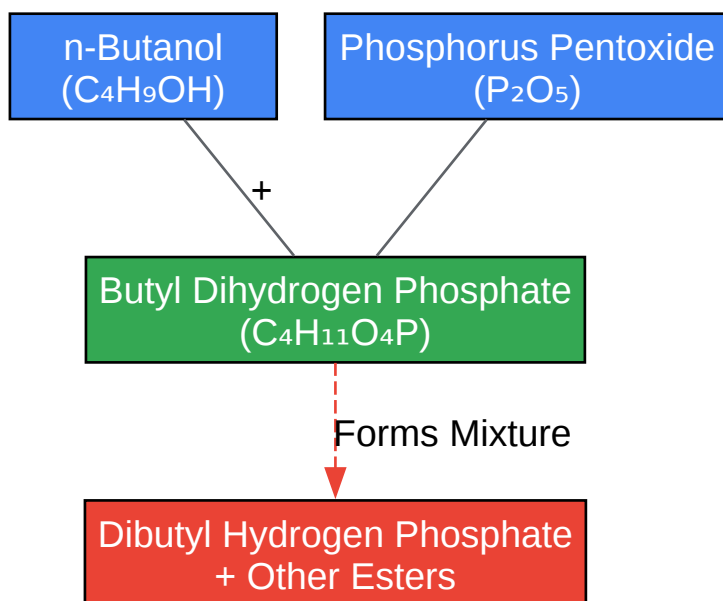 n-Butanol
(C₄H₉OH)
Phosphorus Pentoxide
(P₂O₅)
+
Butyl Dihydrogen Phosphate
(C₄H₁₁O₄P)
Forms Mixture
Dibutyl Hydrogen Phosphate
+ Other Esters